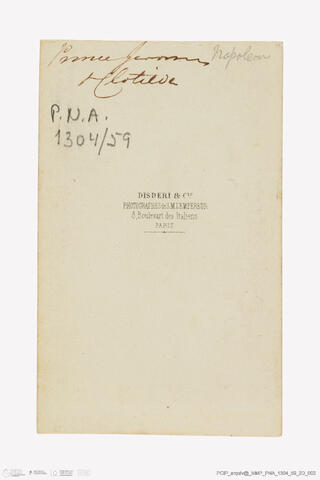 Prince Jerome Napoleon
& Clotilde
P.N.A.
1304/59
DISDERI & Cie
PHOTOGRAPHES de S.M. L'EMPEREUR
8, Boulevart des Italiens
PARIS